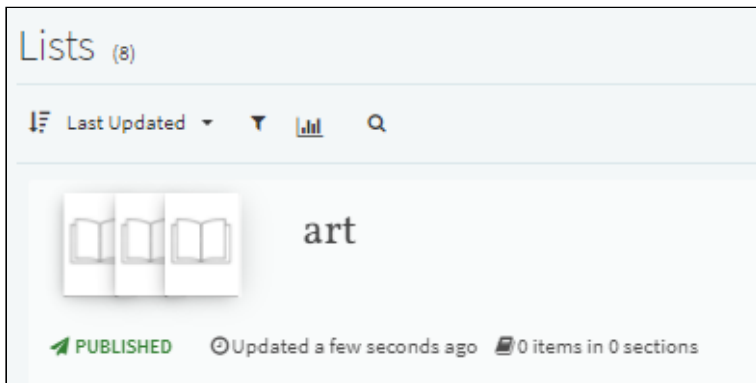 Lists (8)
Last Updated
art
PUBLISHED Updated a few seconds ago 0 items in 0 sections